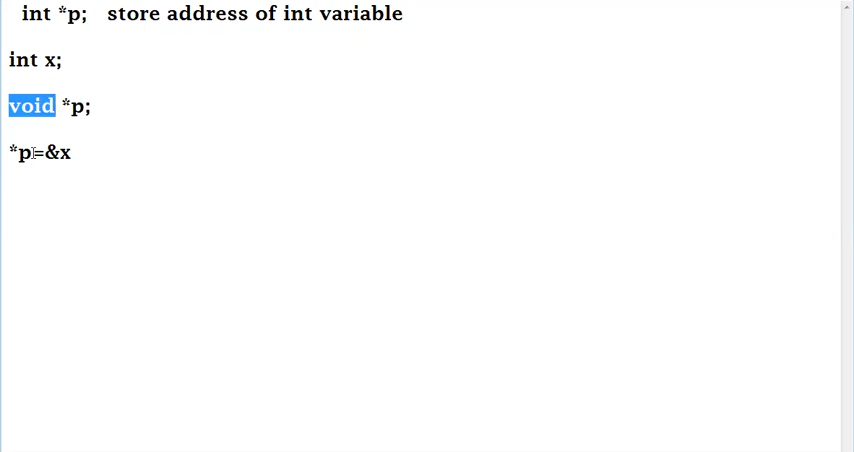 int *p; store address of int variable
int x;
void *p;
*p=&x